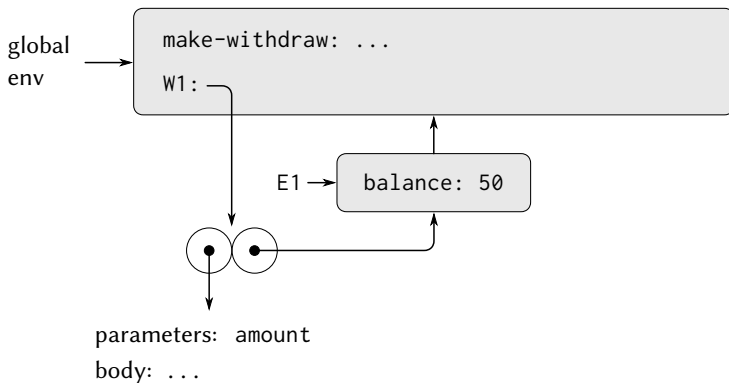 global
env
make-withdraw: ...
W1:
E1
balance: 50
parameters: amount
body: ...